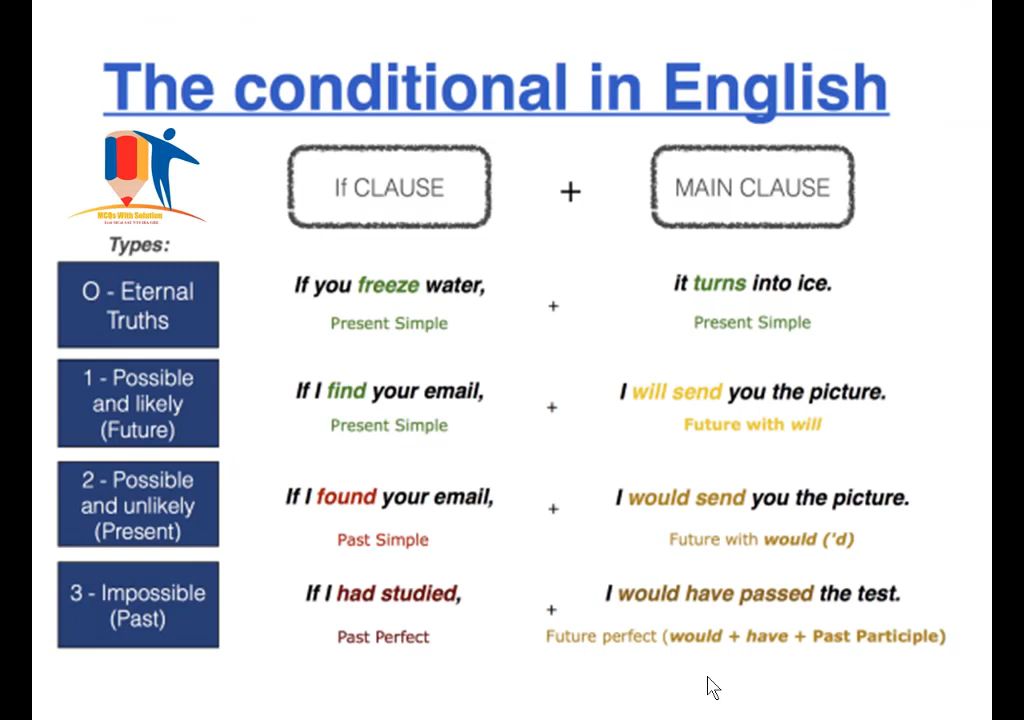 The conditional in English
If CLAUSE + MAIN CLAUSE
MCQs With Solution
Types:
O - Eternal
Truths
If you freeze water, + it turns into ice.
Present Simple Present Simple
1 - Possible
and likely
(Future)
If I find your email, + I will send you the picture.
Present Simple Future with will
2 - Possible
and unlikely
(Present)
If I found your email, + I would send you the picture.
Past Simple Future with would ('d)
3 - Impossible
(Past)
If I had studied, + I would have passed the test.
Past Perfect Future perfect (would + have + Past Participle)